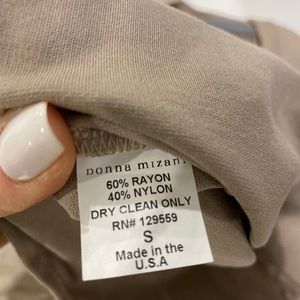 Donna mizani
60% RAYON
40% NYLON
DRY CLEAN ONLY
RN# 129559
S
Made in the
U.S.A